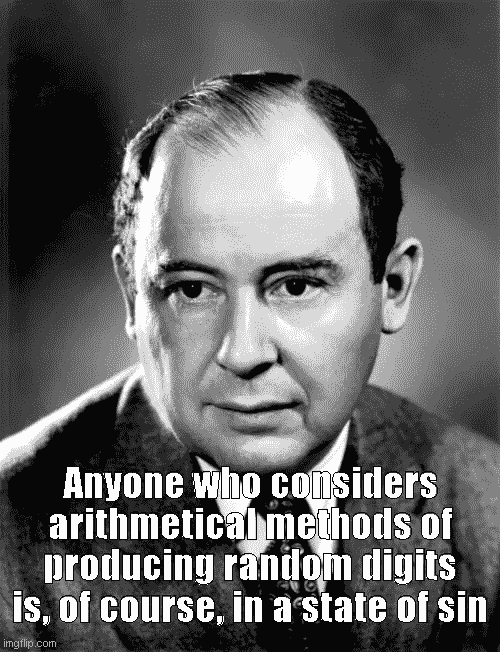 Anyone who considers
arithmetical methods of
producing random digits
is, of course, in a state of sin
imgflip.com